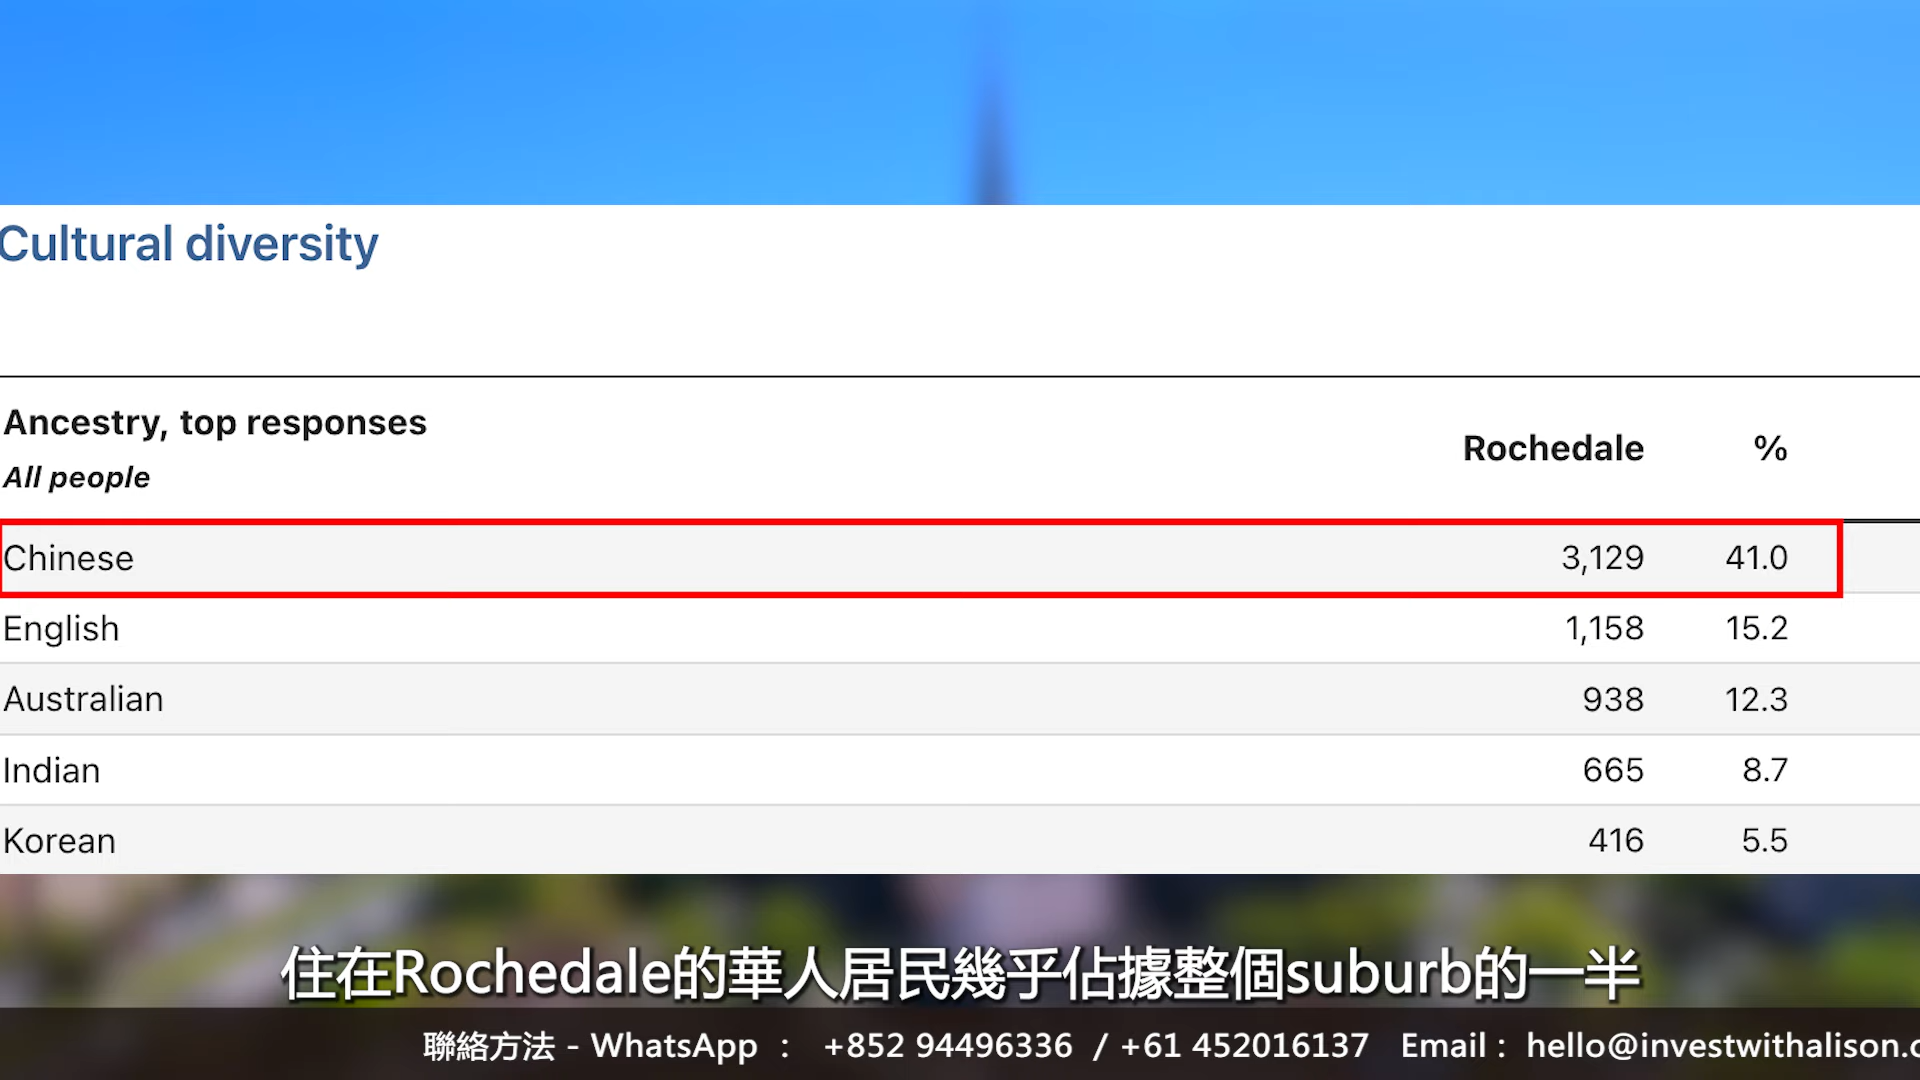 Cultural diversity
Ancestry, top responses
All people
Rochedale %
Chinese 3,129 41.0
English 1,158 15.2
Australian 938 12.3
Indian 665 8.7
Korean 416 5.5
住在Rochedale的華人居民幾乎佔據整個suburb的一半
聯絡方法 - WhatsApp : +852 94496336 / +61 452016137 Email : hello@investwithalison.c